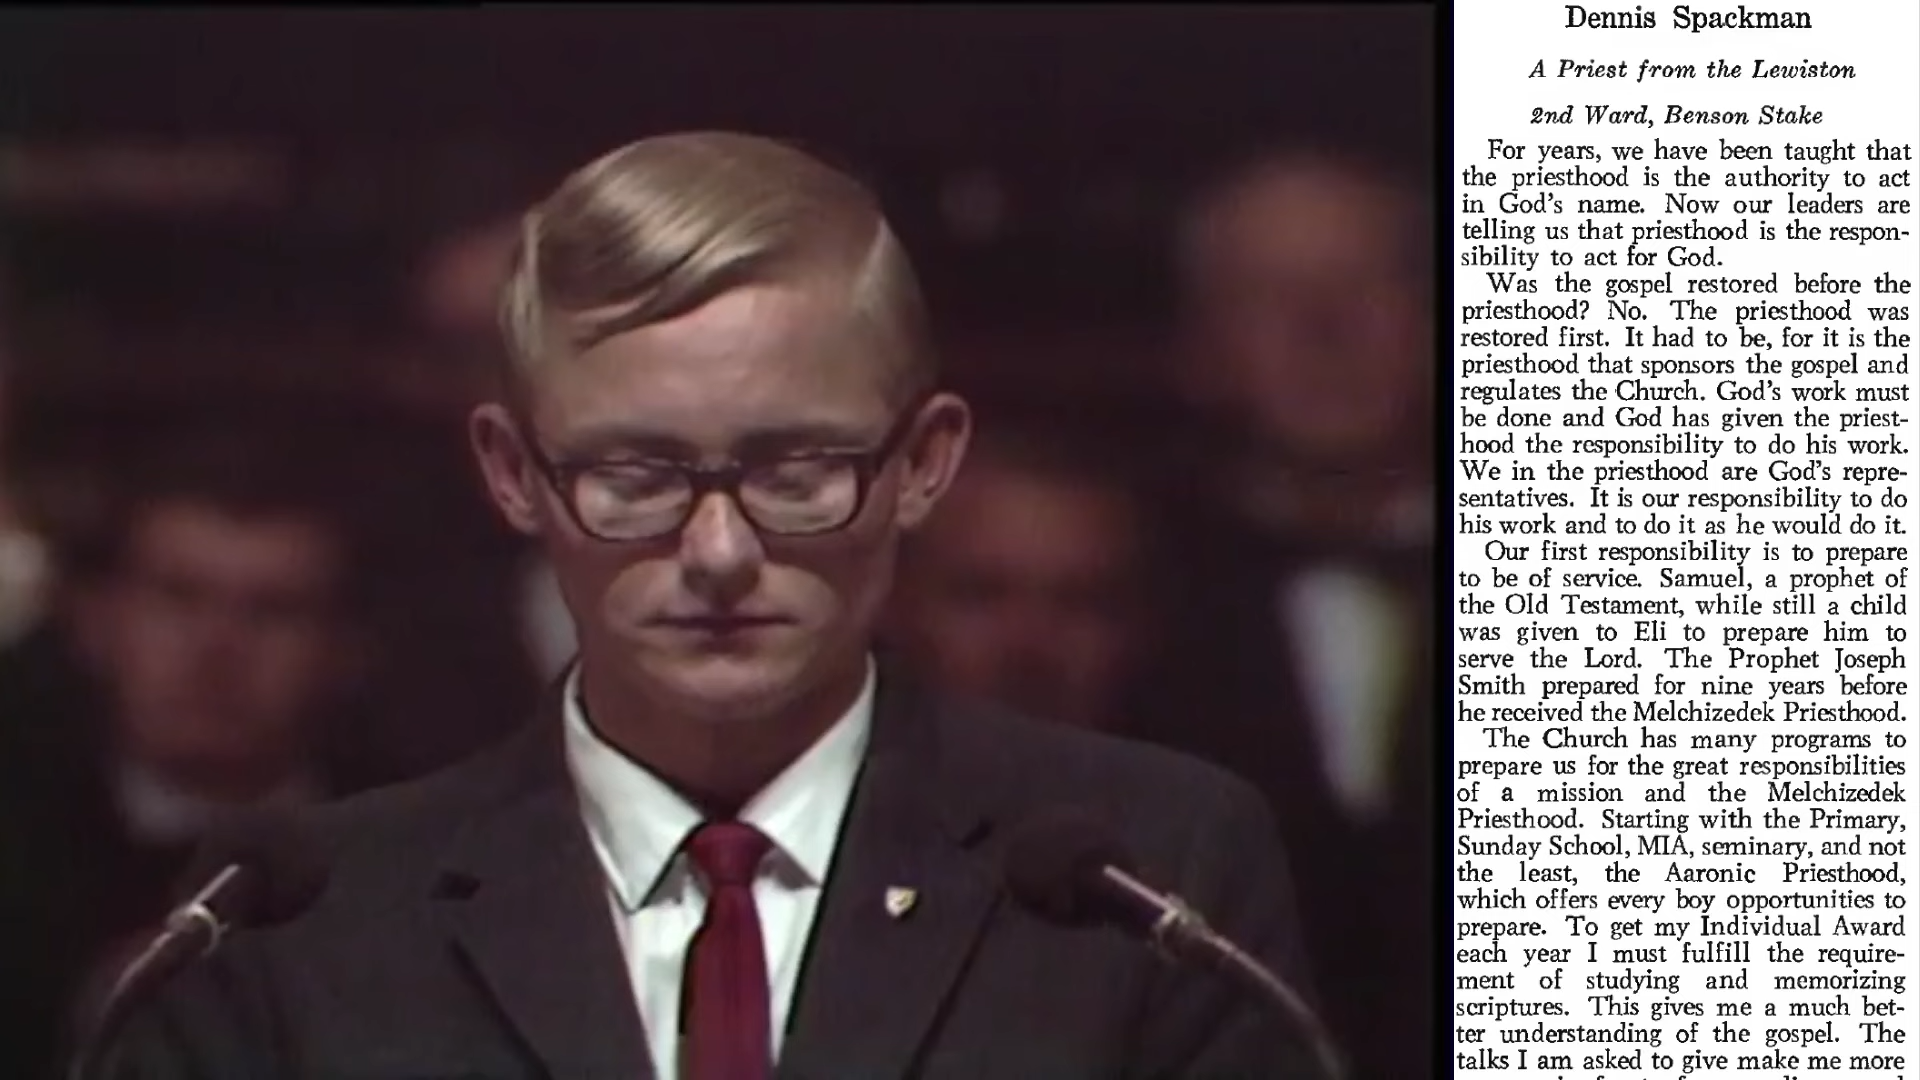 Dennis Spackman
A Priest from the Lewiston
2nd Ward, Benson Stake
For years, we have been taught that
the priesthood is the authority to act
in God's name. Now our leaders are
telling us that priesthood is the respon-
sibility to act for God.
Was the gospel restored before the
priesthood? No. The priesthood was
restored first. It had to be, for it is the
priesthood that sponsors the gospel and
regulates the Church. God's work must
be done and God has given the priest-
hood the responsibility to do his work.
We in the priesthood are God's repre-
sentatives. It is our responsibility to do
his work and to do it as he would do it.
Our first responsibility is to prepare
to be of service. Samuel, a prophet of
the Old Testament, while still a child
was given to Eli to prepare him to
serve the Lord. The Prophet Joseph
Smith prepared for nine years before
he received the Melchizedek Priesthood.
The Church has many programs to
prepare us for the great responsibilities
of a mission and the Melchizedek
Priesthood. Starting with the Primary,
Sunday School, MIA, seminary, and not
the least, the Aaronic Priesthood,
which offers every boy opportunities to
prepare. To get my Individual Award
each year I must fulfill the require-
ment of studying and memorizing
scriptures. This gives me a much bet-
ter understanding of the gospel. The
talks I am asked to give make me more